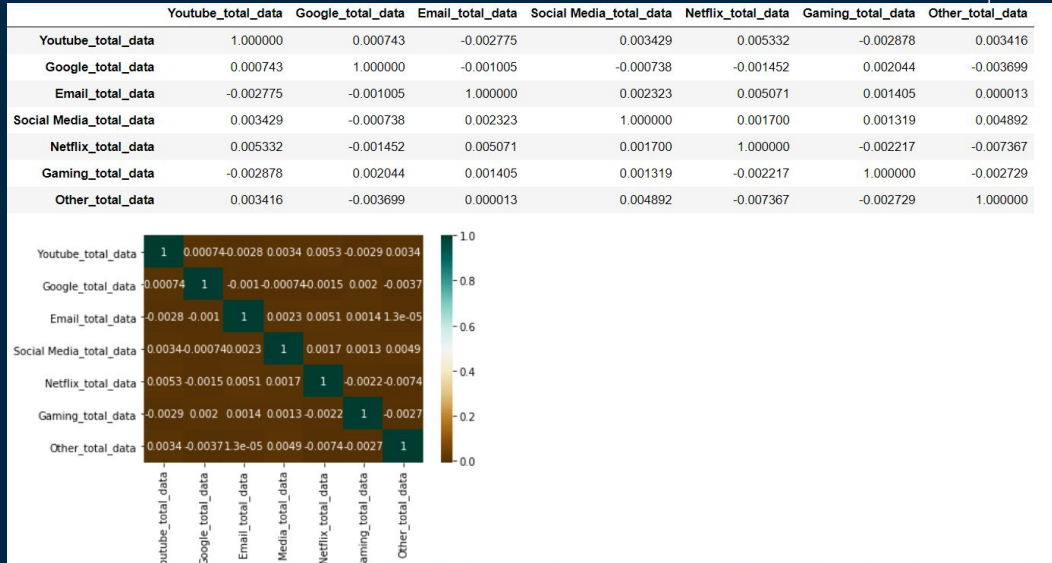 Youtube_total_data Google_total_data Email_total_data Social Media_total_data Netflix_total_data Gaming_total_data Other_total_data
Youtube_total_data 1.000000 0.000743 -0.002775 0.003429 0.005332 -0.002878 0.003416
Google_total_data 0.000743 1.000000 -0.001005 -0.000738 -0.001452 0.002044 -0.003699
Email_total_data -0.002775 -0.001005 1.000000 0.002323 0.005071 0.001405 0.000013
Social Media_total_data 0.003429 -0.000738 0.002323 1.000000 0.001700 0.001319 0.004892
Netflix_total_data 0.005332 -0.001452 0.005071 0.001700 1.000000 -0.002217 -0.007367
Gaming_total_data -0.002878 0.002044 0.001405 0.001319 -0.002217 1.000000 -0.002729
Other_total_data 0.003416 -0.003699 0.000013 0.004892 -0.007367 -0.002729 1.000000
Youtube_total_data 1 0.00074 -0.0028 0.0034 0.0053 -0.0029 0.0034
Google_total_data 0.00074 1 -0.001 -0.00074 -0.0015 0.002 -0.0037
Email_total_data -0.0028 -0.001 1 0.0023 0.0051 0.0014 1.3e-05
Social Media_total_data 0.0034 -0.00074 0.0023 1 0.0017 0.0013 0.0049
Netflix_total_data 0.0053 -0.0015 0.0051 0.0017 1 -0.0022 -0.0074
Gaming_total_data -0.0029 0.002 0.0014 0.0013 -0.0022 1 -0.0027
Other_total_data 0.0034 -0.0037 1.3e-05 0.0049 -0.0074 -0.0027 1
1.0
0.8
0.6
0.4
0.2
0.0
outube_total_data
oogle_total_data
Email_total_data
Media_total_data
Netflix_total_data
aming_total_data
Other_total_data